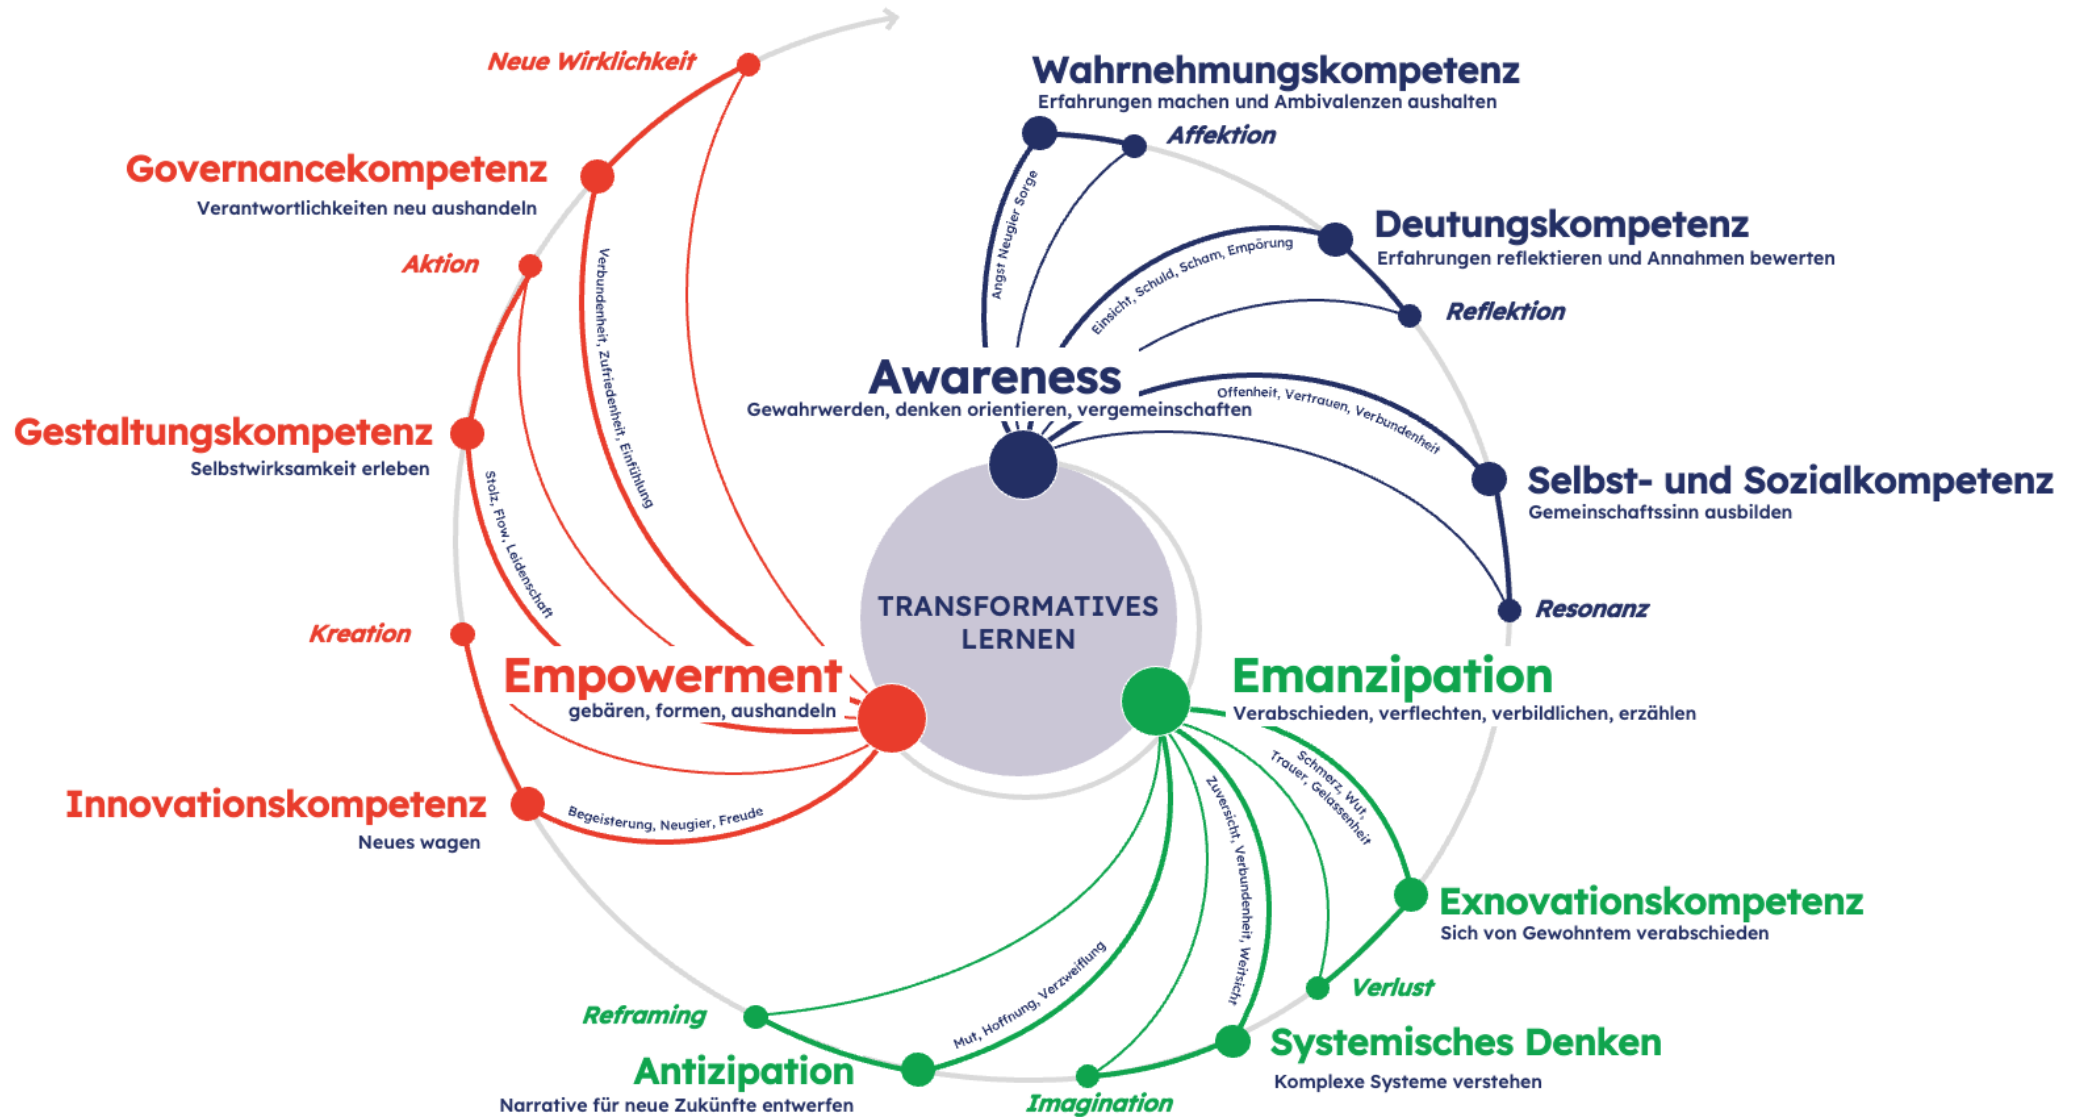 Neue Wirklichkeit
Wahrnehmungskompetenz
Erfahrungen machen und Ambivalenzen aushalten
Affektion
Angst Neugier Sorge
Deutungskompetenz
Erfahrungen reflektieren und Annahmen bewerten
Einsicht, Schuld, Scham, Empörung
Reflektion
Awareness
Gewahrwerden, denken orientieren, vergemeinschaften
Offenheit, Vertrauen, Verbundenheit
Selbst- und Sozialkompetenz
Gemeinschaftssinn ausbilden
Resonanz
TRANSFORMATIVES
LERNEN
Emanzipation
Verabschieden, verflechten, verbildlichen, erzählen
Schmerz, Wut,
Trauer, Gelassenheit
Exnovationskompetenz
Sich von Gewohntem verabschieden
Verlust
Zuversicht, Verbundenheit, Weitsicht
Systemisches Denken
Komplexe Systeme verstehen
Imagination
Mut, Hoffnung, Verzweiflung
Antizipation
Narrative für neue Zukünfte entwerfen
Reframing
Empowerment
gebären, formen, aushandeln
Innovationskompetenz
Neues wagen
Begeisterung, Neugier, Freude
Kreation
Gestaltungskompetenz
Selbstwirksamkeit erleben
Stolz, Flow, Leidenschaft
Aktion
Governancekompetenz
Verantwortlichkeiten neu aushandeln
Verbundenheit, Zufriedenheit, Einfühlung